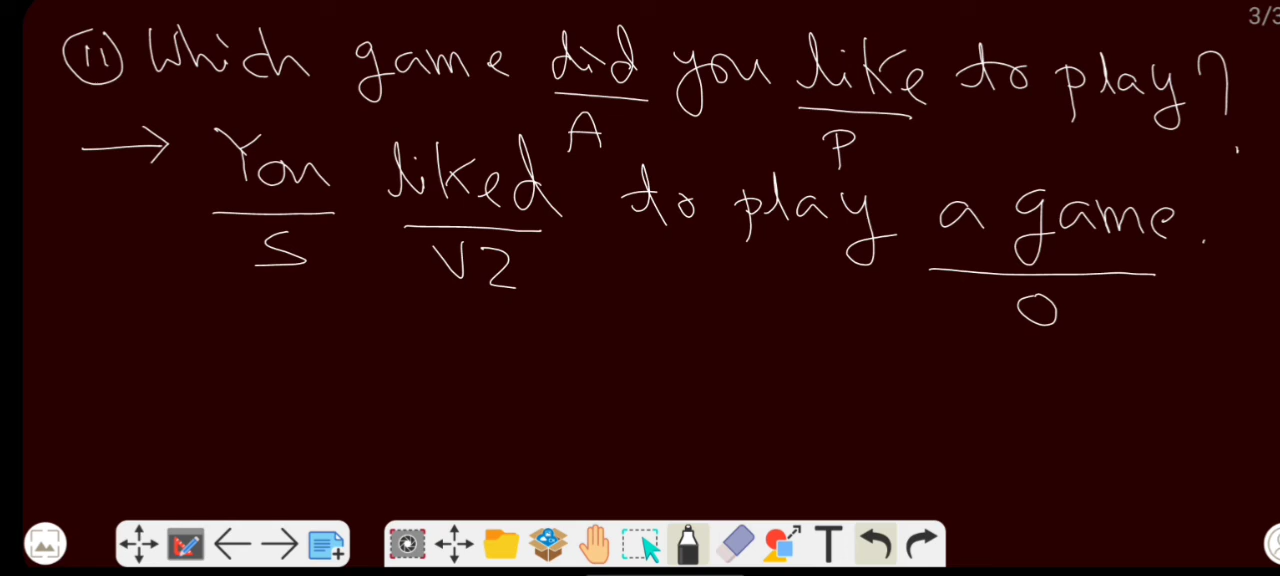 3/3
(11) Which game did you like to play?
A P
→ You liked to play a game.
S V2 O
T